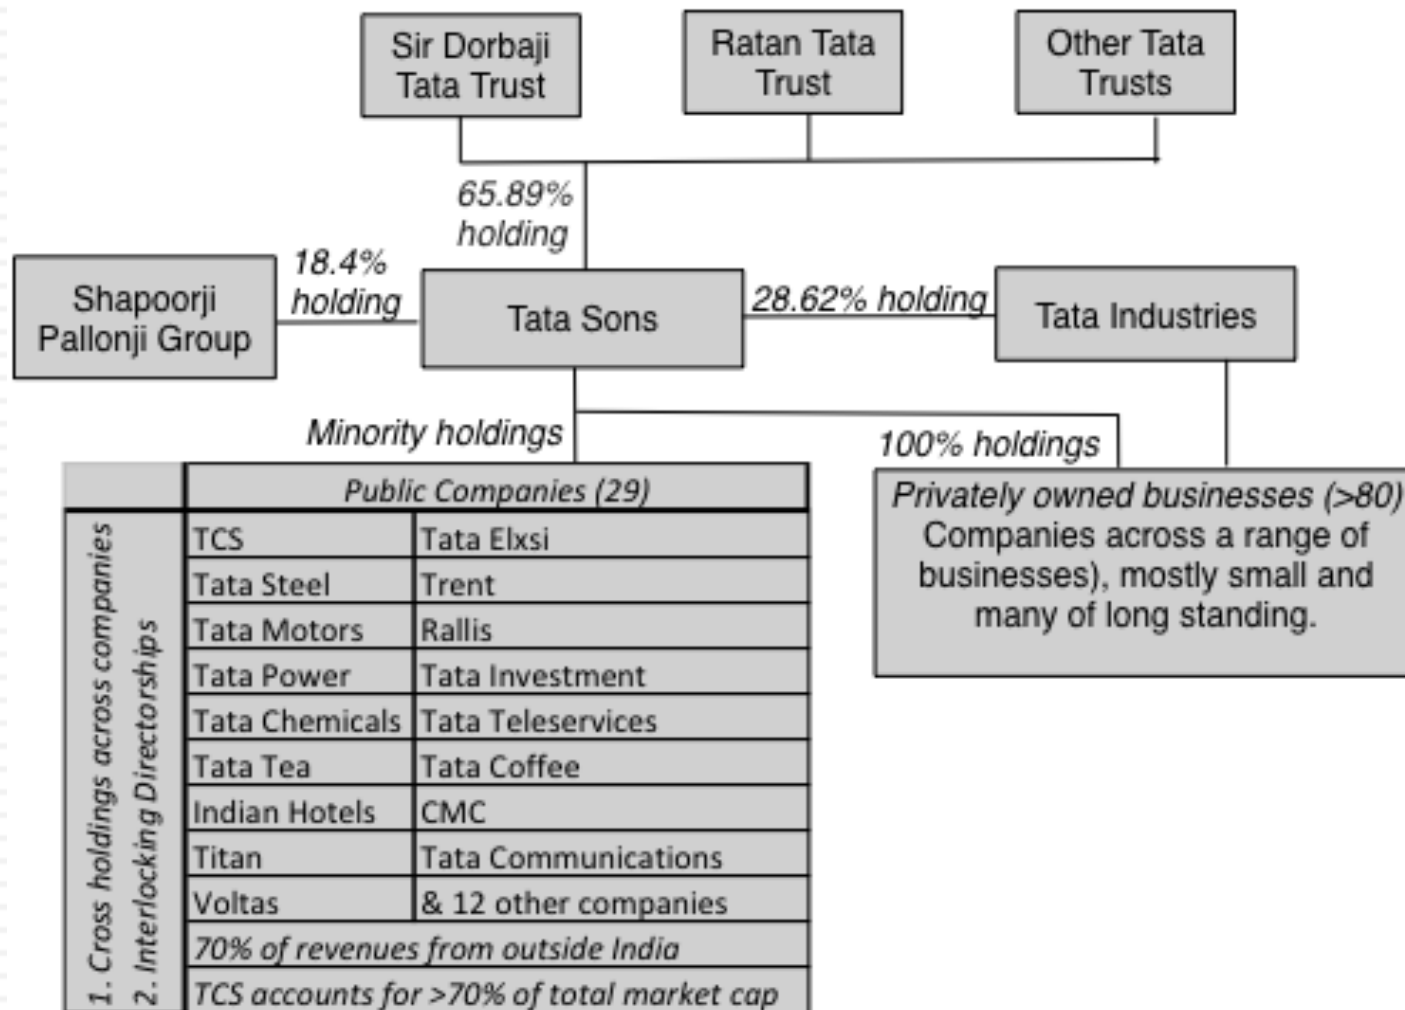 Sir Dorbaji
Tata Trust
Ratan Tata
Trust
Other Tata
Trusts
65.89%
holding
Shapoorji
Pallonji Group
18.4%
holding
Tata Sons
28.62% holding
Tata Industries
Minority holdings
100% holdings
Public Companies (29)
1. Cross holdings across companies
2. Interlocking Directorships
TCS Tata Elxsi
Tata Steel Trent
Tata Motors Rallis
Tata Power Tata Investment
Tata Chemicals Tata Teleservices
Tata Tea Tata Coffee
Indian Hotels CMC
Titan Tata Communications
Voltas & 12 other companies
70% of revenues from outside India
TCS accounts for >70% of total market cap
Privately owned businesses (>80)
Companies across a range of
businesses), mostly small and
many of long standing.